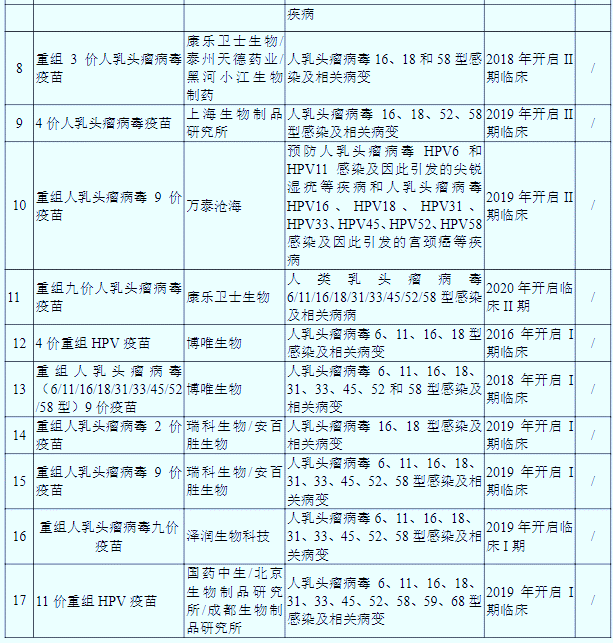 疾病
8
重组 3 价人乳头瘤病毒
疫苗
康乐卫士生物/
泰州天德药业/
黑河小江生物
制药
人乳头瘤病毒 16、18 和 58 型感
染及相关病变
2018 年开启 II
期临床
/
9
4 价人乳头瘤病毒疫苗
上海生物制品
研究所
人乳头瘤病毒 16、18、52、58
型感染及相关病变
2019 年开启 II
期临床
/
10
重组人乳头瘤病毒 9 价
疫苗
万泰沧海
预防人乳头瘤病毒 HPV6 和
HPV11 感染及因此引发的尖锐
湿疣等疾病和人乳头瘤病毒
HPV16、HPV18、HPV31、
HPV33、HPV45、HPV52、HPV58
感染及因此引发的宫颈癌等疾
病
2019 年开启 II
期临床
/
11
重组九价人乳头瘤病毒
疫苗
康乐卫士生物
人类乳头瘤病毒
6/11/16/18/31/33/45/52/58 型感染
及相关病病
2020 年开启临
床 II 期
/
12
4 价重组 HPV 疫苗
博唯生物
人乳头瘤病毒 6、11、16、18 型
感染及相关病变
2016 年开启 I
期临床
/
13
重组人乳头瘤病毒
（6/11/16/18/31/33/45/52
/58 型）9 价疫苗
博唯生物
人乳头瘤病毒 6、11、16、18、
31、33、45、52 和 58 型感染及
相关病变
2018 年开启 I
期临床
/
14
重组人乳头瘤病毒 2 价
疫苗
瑞科生物/安百
胜生物
人乳头瘤病毒 16、18 型感染及
相关病变
2019 年开启 I
期临床
/
15
重组人乳头瘤病毒 9 价
疫苗
瑞科生物/安百
胜生物
人乳头瘤病毒 6、11、16、18、
31、33、45、52、58 型感染及相
关病变
2019 年开启 I
期临床
/
16
重组人乳头瘤病毒九价
疫苗
泽润生物科技
人乳头瘤病毒 6、11、16、18、
31、33、45、52、58 型感染及相
关病变
2019 年开启临
床 I 期
/
17
11 价重组 HPV 疫苗
国药中生/北京
生物制品研究
所/成都生物制
品研究所
人乳头瘤病毒 6、11、16、18、
31、33、45、52、58、59、68 型
感染及相关病变
2019 年开启 I
期临床
/